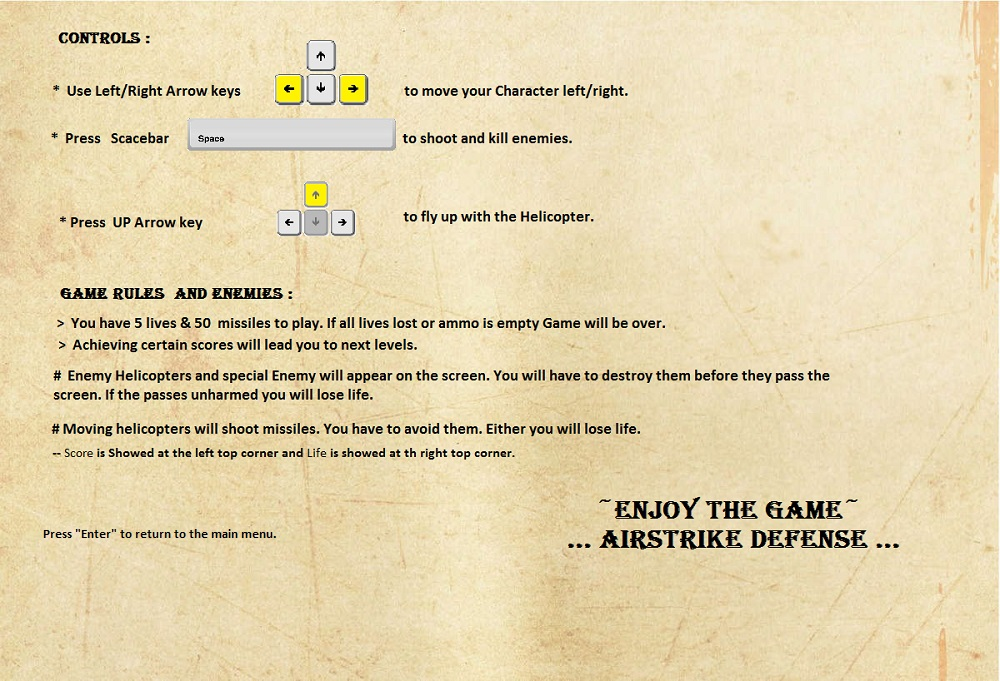 CONTROLS :
* Use Left/Right Arrow keys to move your Character left/right.
* Press Scacebar Space to shoot and kill enemies.
* Press UP Arrow key to fly up with the Helicopter.
GAME RULES AND ENEMIES :
> You have 5 lives & 50 missiles to play. If all lives lost or ammo is empty Game will be over.
> Achieving certain scores will lead you to next levels.
# Enemy Helicopters and special Enemy will appear on the screen. You will have to destroy them before they pass the
screen. If the passes unharmed you will lose life.
# Moving helicopters will shoot missiles. You have to avoid them. Either you will lose life.
-- Score is Showed at the left top corner and Life is showed at th right top corner.
~ENJOY THE GAME~
... AIRSTRIKE DEFENSE ...
Press "Enter" to return to the main menu.